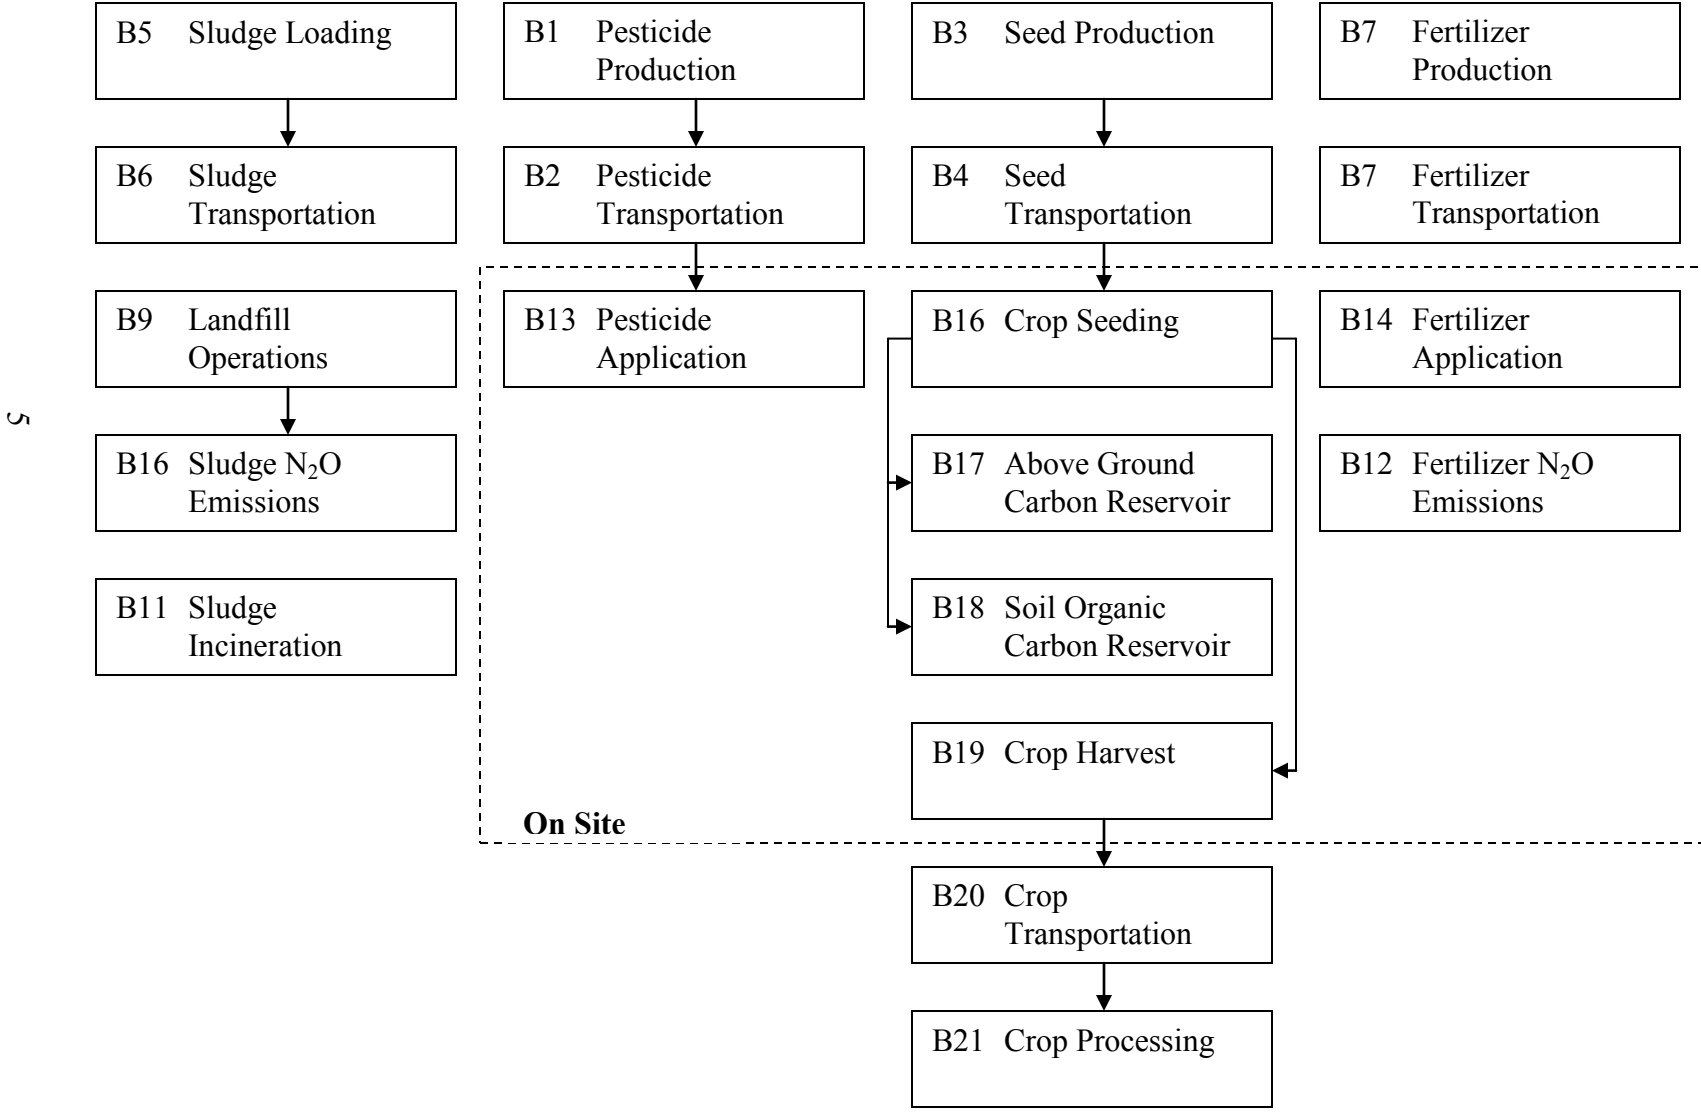 B5 Sludge Loading
B1 Pesticide
Production
B3 Seed Production
B7 Fertilizer
Production
B6 Sludge
Transportation
B2 Pesticide
Transportation
B4 Seed
Transportation
B7 Fertilizer
Transportation
B9 Landfill
Operations
B13 Pesticide
Application
B16 Crop Seeding
B14 Fertilizer
Application
5
B16 Sludge N₂O
Emissions
B17 Above Ground
Carbon Reservoir
B12 Fertilizer N₂O
Emissions
B11 Sludge
Incineration
B18 Soil Organic
Carbon Reservoir
B19 Crop Harvest
On Site
B20 Crop
Transportation
B21 Crop Processing